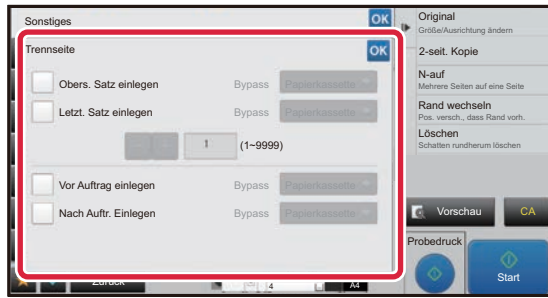 Sonstiges
OK
Trennseite
OK
Obers. Satz einlegen
Bypass
Papierkassette
Letzt. Satz einlegen
Bypass
Papierkassette
1
(1~9999)
Vor Auftrag einlegen
Bypass
Papierkassette
Nach Auftr. Einlegen
Bypass
Papierkassette
Zurück
4
A4
Original
Größe/Ausrichtung ändern
2-seit. Kopie
N-auf
Mehrere Seiten auf eine Seite
Rand wechseln
Pos. versch., dass Rand vorh.
Löschen
Schatten rundherum löschen
Vorschau
CA
Probedruck
Start